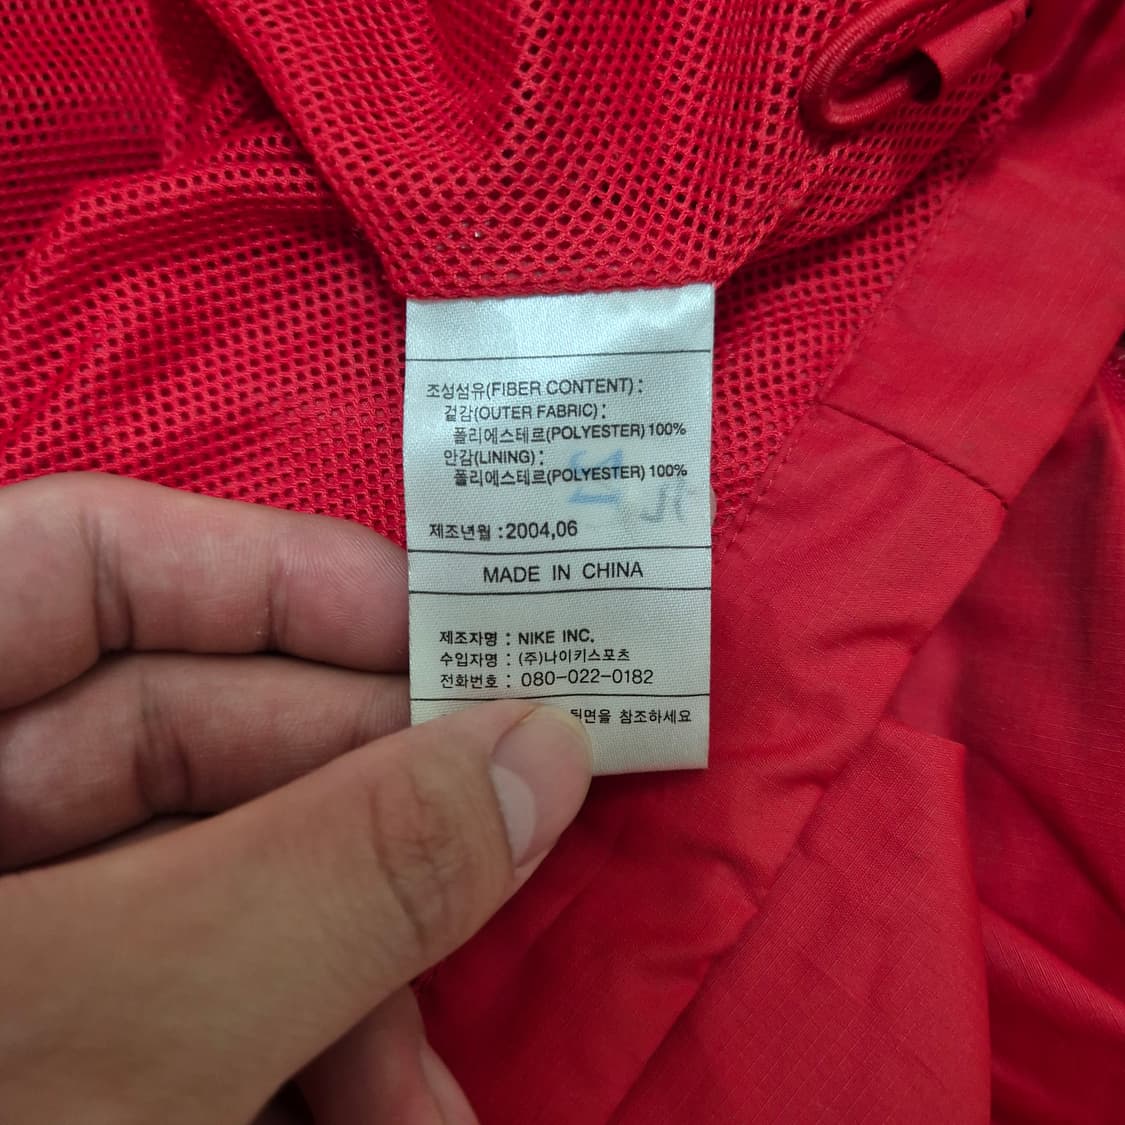 조성섬유(FIBER CONTENT) :
겉감(OUTER FABRIC) :
폴리에스테르(POLYESTER) 100%
안감(LINING) :
폴리에스테르(POLYESTER) 100%
제조년월 : 2004,06
MADE IN CHINA
제조자명 : NIKE INC.
수입자명 : (주)나이키스포츠
전화번호 : 080-022-0182
뒷면을 참조하세요